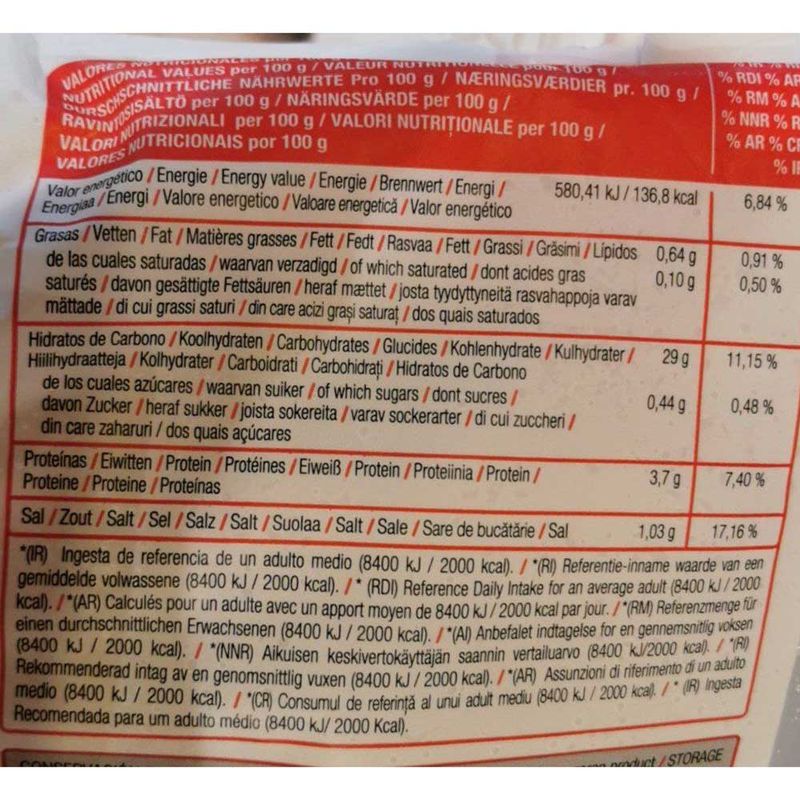 VALORES NUTRICIONALES por 100 g / VALEUR NUTRITIONNELLE pour 100 g /
NUTRITIONAL VALUES per 100 g /
DURSCHSCHNITTLICHE NÄHRWERTE Pro 100 g / NÆRINGSVÆRDIER pr. 100 g /
RAVINTOSISÄLTÖ per 100 g / NÄRINGSVÄRDE per 100 g /
VALORI NUTRIZIONALI per 100 g / VALORI NUTRIȚIONALE per 100 g /
VALORES NUTRICIONAIS por 100 g
% RDI % AR
% RM % A
% NNR % R
% AR % CR
Valor energético / Energie / Energy value / Energie / Brennwert / Energi /
Energiaa / Energi / Valore energetico / Valoare energetică / Valor energético
580,41 kJ / 136,8 kcal
6,84 %
Grasas / Vetten / Fat / Matières grasses / Fett / Fedt / Rasvaa / Fett / Grassi / Grăsimi / Lípidos 0,64 g 0,91 %
de las cuales saturadas / waarvan verzadigd / of which saturated / dont acides gras 0,10 g 0,50 %
saturés / davon gesättigte Fettsäuren / heraf mættet / josta tyydyttyneitä rasvahappoja varav
mättade / di cui grassi saturi / din care acizi grași saturaț / dos quais saturados
Hidratos de Carbono / Koolhydraten / Carbohydrates / Glucides / Kohlenhydrate / Kulhydrater / 29 g 11,15 %
Hiilihydraatteja / Kolhydrater / Carboidrati / Carbohidrați / Hidratos de Carbono
de los cuales azúcares / waarvan suiker / of which sugars / dont sucres /
davon Zucker / heraf sukker / joista sokereita / varav sockerarter / di cui zuccheri / 0,44 g 0,48 %
din care zaharuri / dos quais açúcares
Proteínas / Eiwitten / Protein / Protéines / Eiweiß / Protein / Proteiinia / Protein / 3,7 g 7,40 %
Proteine / Proteine / Proteínas
Sal / Zout / Salt / Sel / Salz / Salt / Suolaa / Salt / Sale / Sare de bucătărie / Sal 1,03 g 17,16 %
*(IR) Ingesta de referencia de un adulto medio (8400 kJ / 2000 kcal). / *(RI) Referentie-inname waarde van een
gemiddelde volwassene (8400 kJ / 2000 kcal). / * (RDI) Reference Daily Intake for an average adult (8400 kJ / 2000
kcal). / *(AR) Calculés pour un adulte avec un apport moyen de 8400 kJ / 2000 kcal par jour. / *(RM) Referenzmenge für
einen durchschnittlichen Erwachsenen (8400 kJ / 2000 kcal). / *(AI) Anbefalet indtagelse for en gennemsnitlig voksen
(8400 kJ / 2000 kcal). / *(NNR) Aikuisen keskivertokäyttäjän saannin vertailuarvo (8400 kJ/2000 kcal). / *(RI)
Rekommenderad intag av en genomsnittlig vuxen (8400 kJ / 2000 kcal). / *(AR) Assunzioni di riferimento di un adulto
medio (8400 kJ / 2000 kcal). / *(CR) Consumul de referință al unui adult mediu (8400 kJ / 2000 kcal). / * (IR) Ingesta
Recomendada para um adulto médio (8400 kJ/ 2000 Kcal).
product / STORAGE